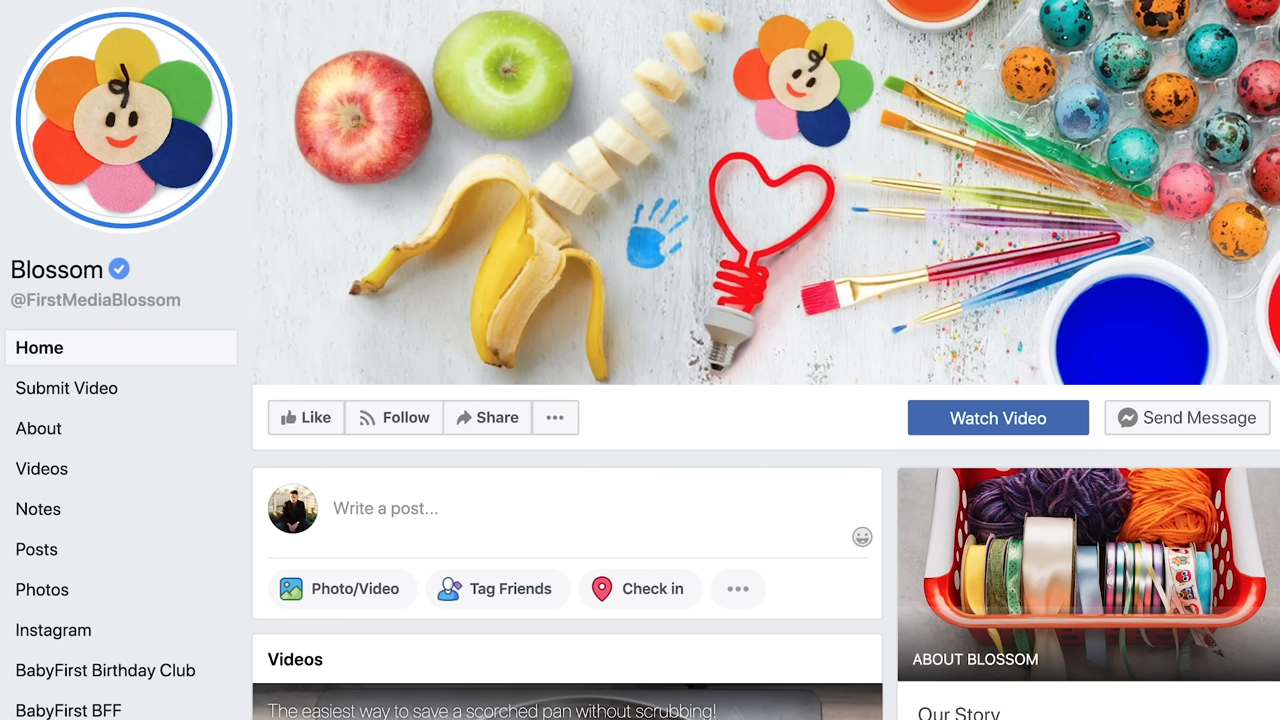 Blossom
@FirstMediaBlossom
Home
Submit Video
About
Videos
Notes
Posts
Photos
Instagram
BabyFirst Birthday Club
BabyFirst BFF
Like
Follow
Share
Watch Video
Send Message
Write a post...
Photo/Video
Tag Friends
Check in
Videos
The easiest way to save a scorched pan without scrubbing!
ABOUT BLOSSOM
Our Story